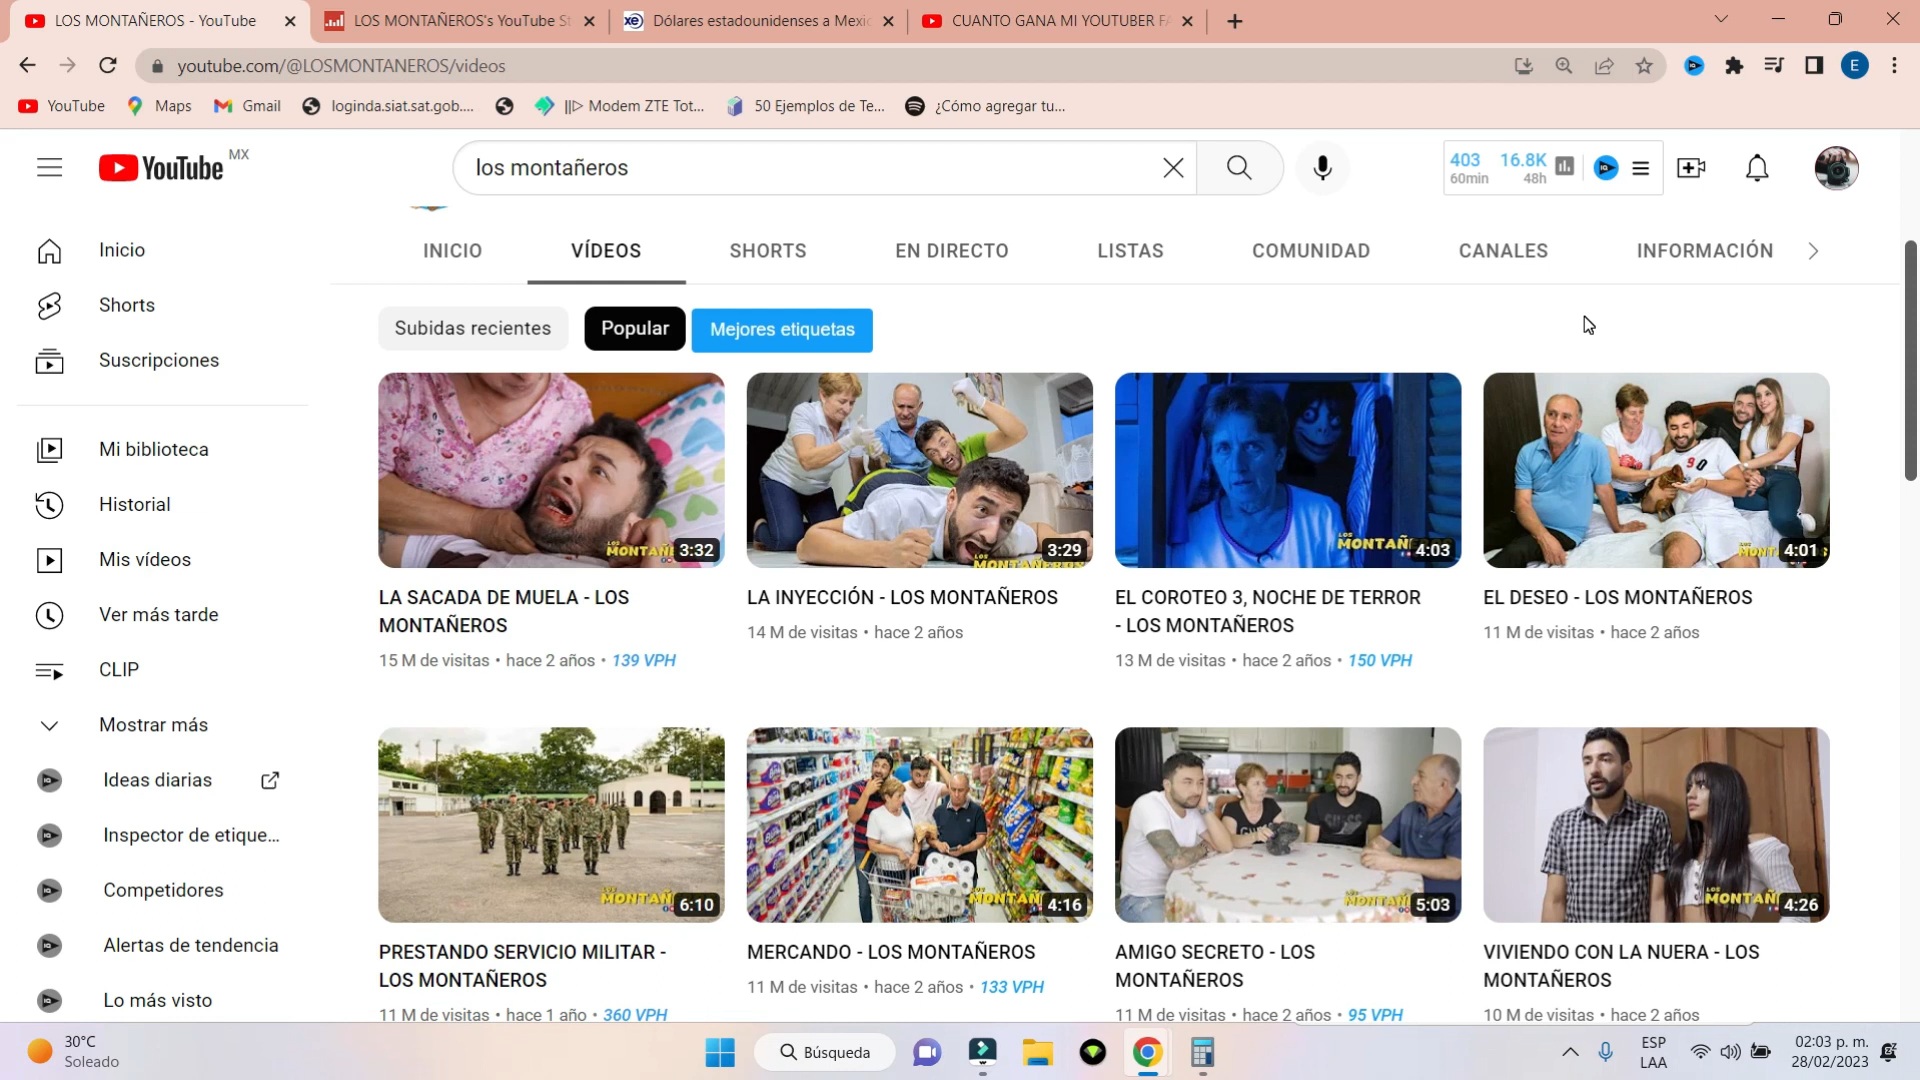 LOS MONTAÑEROS - YouTube
LOS MONTAÑEROS's YouTube St
xe Dólares estadounidenses a Mexic
CUANTO GANA MI YOUTUBER FA
youtube.com/@LOSMONTANEROS/videos
E
YouTube
Maps
Gmail
loginda.siat.sat.gob....
||▷ Modem ZTE Tot...
50 Ejemplos de Te...
¿Cómo agregar tu...
YouTube MX
los montañeros
403 16.8K
60min 48h
INICIO
VÍDEOS
SHORTS
EN DIRECTO
LISTAS
COMUNIDAD
CANALES
INFORMACIÓN
Inicio
Shorts
Suscripciones
Mi biblioteca
Historial
Mis vídeos
Ver más tarde
CLIP
Mostrar más
Ideas diarias
Inspector de etique...
Competidores
Alertas de tendencia
Lo más visto
Subidas recientes
Popular
Mejores etiquetas
3:32
LA SACADA DE MUELA - LOS
MONTAÑEROS
15 M de visitas • hace 2 años • 139 VPH
LOS
MONTAÑEROS
3:29
LA INYECCIÓN - LOS MONTAÑEROS
14 M de visitas • hace 2 años
4:03
EL COROTEO 3, NOCHE DE TERROR
- LOS MONTAÑEROS
13 M de visitas • hace 2 años • 150 VPH
90
4:01
EL DESEO - LOS MONTAÑEROS
11 M de visitas • hace 2 años
6:10
PRESTANDO SERVICIO MILITAR -
LOS MONTAÑEROS
11 M de visitas • hace 1 año • 360 VPH
4:16
MERCANDO - LOS MONTAÑEROS
11 M de visitas • hace 2 años • 133 VPH
GUESS
5:03
AMIGO SECRETO - LOS
MONTAÑEROS
11 M de visitas • hace 2 años • 95 VPH
4:26
VIVIENDO CON LA NUERA - LOS
MONTAÑEROS
10 M de visitas • hace 2 años
30°C
Soleado
Búsqueda
ESP
LAA
02:03 p. m.
28/02/2023